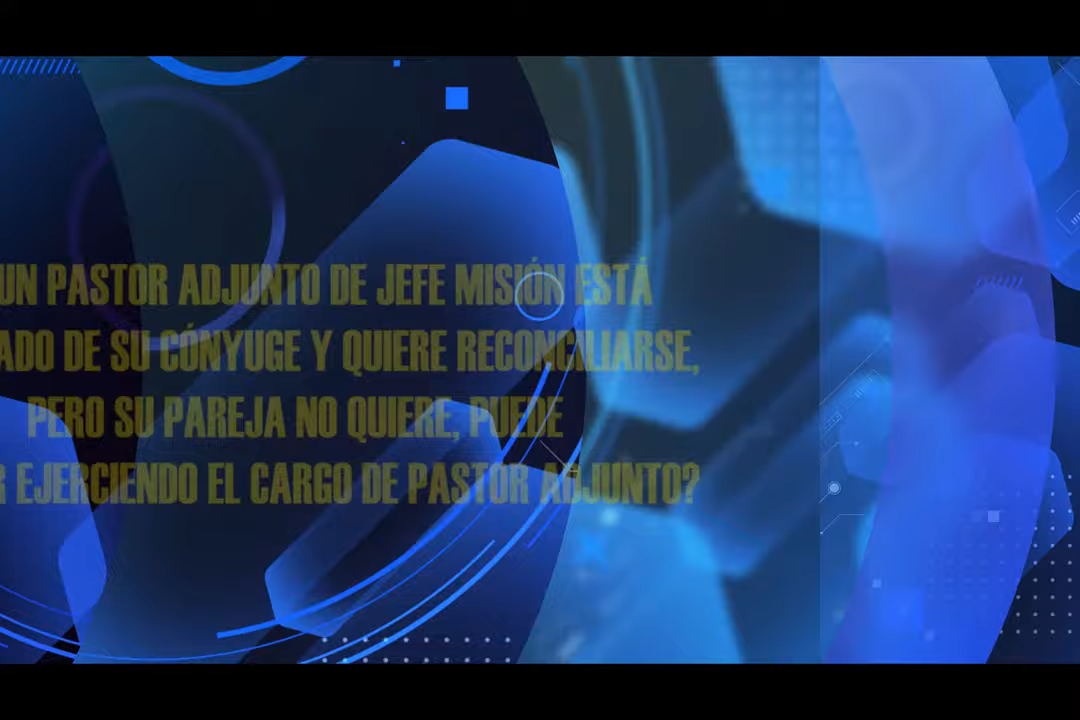 UN PASTOR ADJUNTO DE JEFE MISIÓN ESTÁ
DE SU CÓNYUGE Y QUIERE RECONCILIARSE,
PERO SU PAREJA NO QUIERE, PUEDE
EJERCIENDO EL CARGO DE PASTOR ADJUNTO?